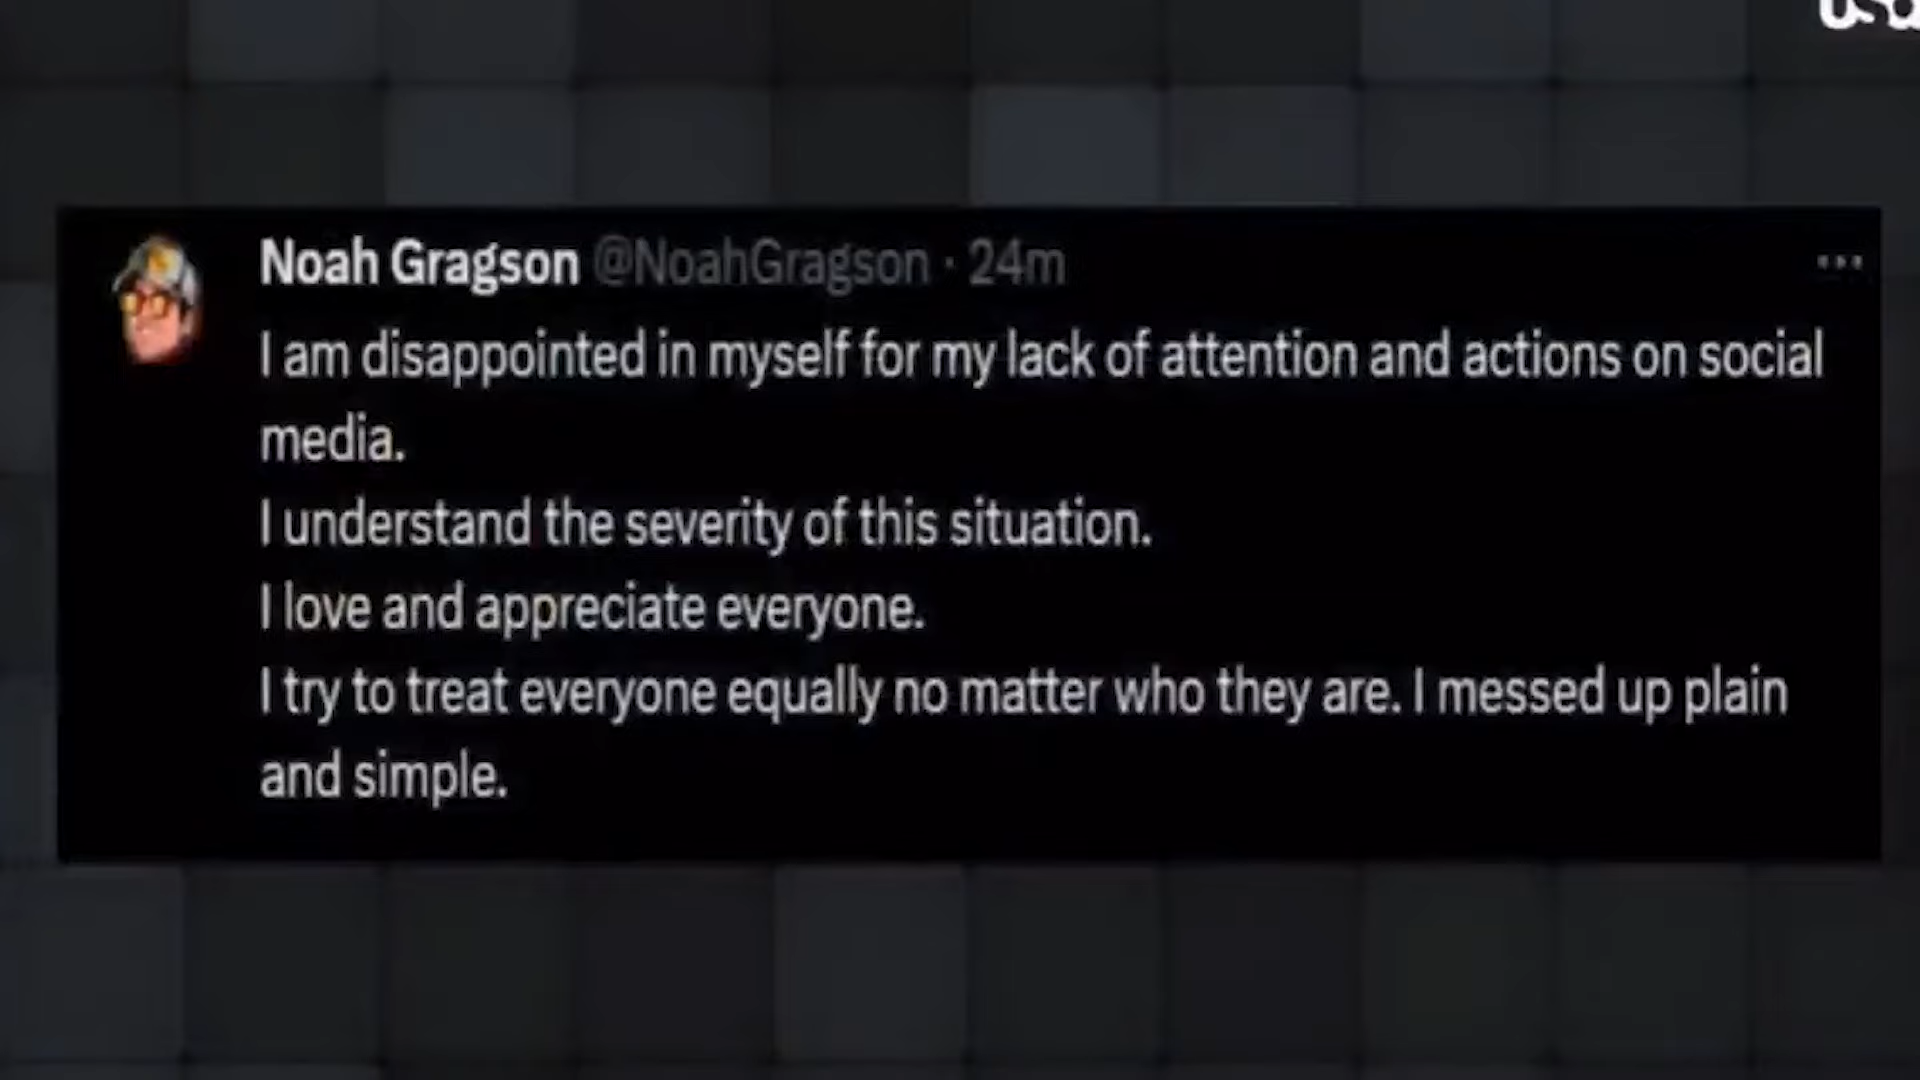 usa
Noah Gragson @NoahGragson · 24m
I am disappointed in myself for my lack of attention and actions on social
media.
I understand the severity of this situation.
I love and appreciate everyone.
I try to treat everyone equally no matter who they are. I messed up plain
and simple.